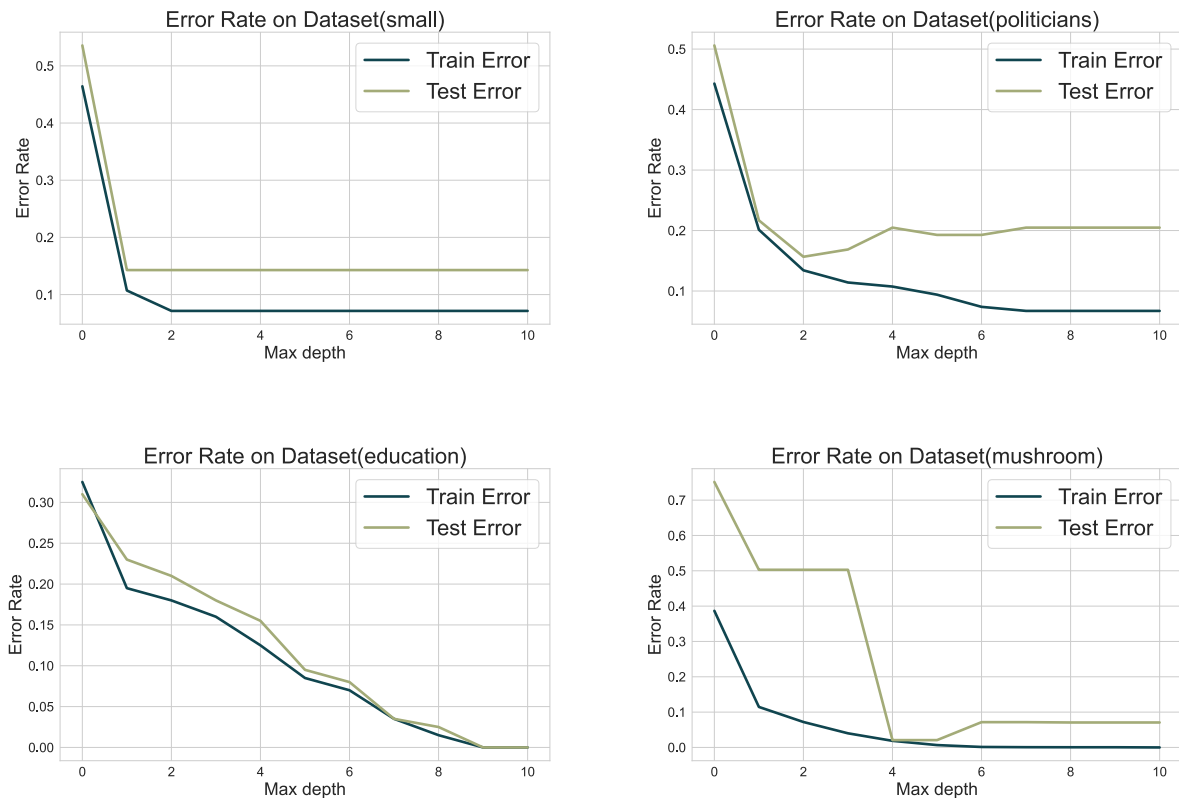 Error Rate on Dataset(small)
Error Rate
0.5
0.4
0.3
0.2
0.1
Train Error
Test Error
0 2 4 6 8 10
Max depth
Error Rate on Dataset(politicians)
Error Rate
0.5
0.4
0.3
0.2
0.1
Train Error
Test Error
0 2 4 6 8 10
Max depth
Error Rate on Dataset(education)
Error Rate
0.30
0.25
0.20
0.15
0.10
0.05
0.00
Train Error
Test Error
0 2 4 6 8 10
Max depth
Error Rate on Dataset(mushroom)
Error Rate
0.7
0.6
0.5
0.4
0.3
0.2
0.1
0.0
Train Error
Test Error
0 2 4 6 8 10
Max depth